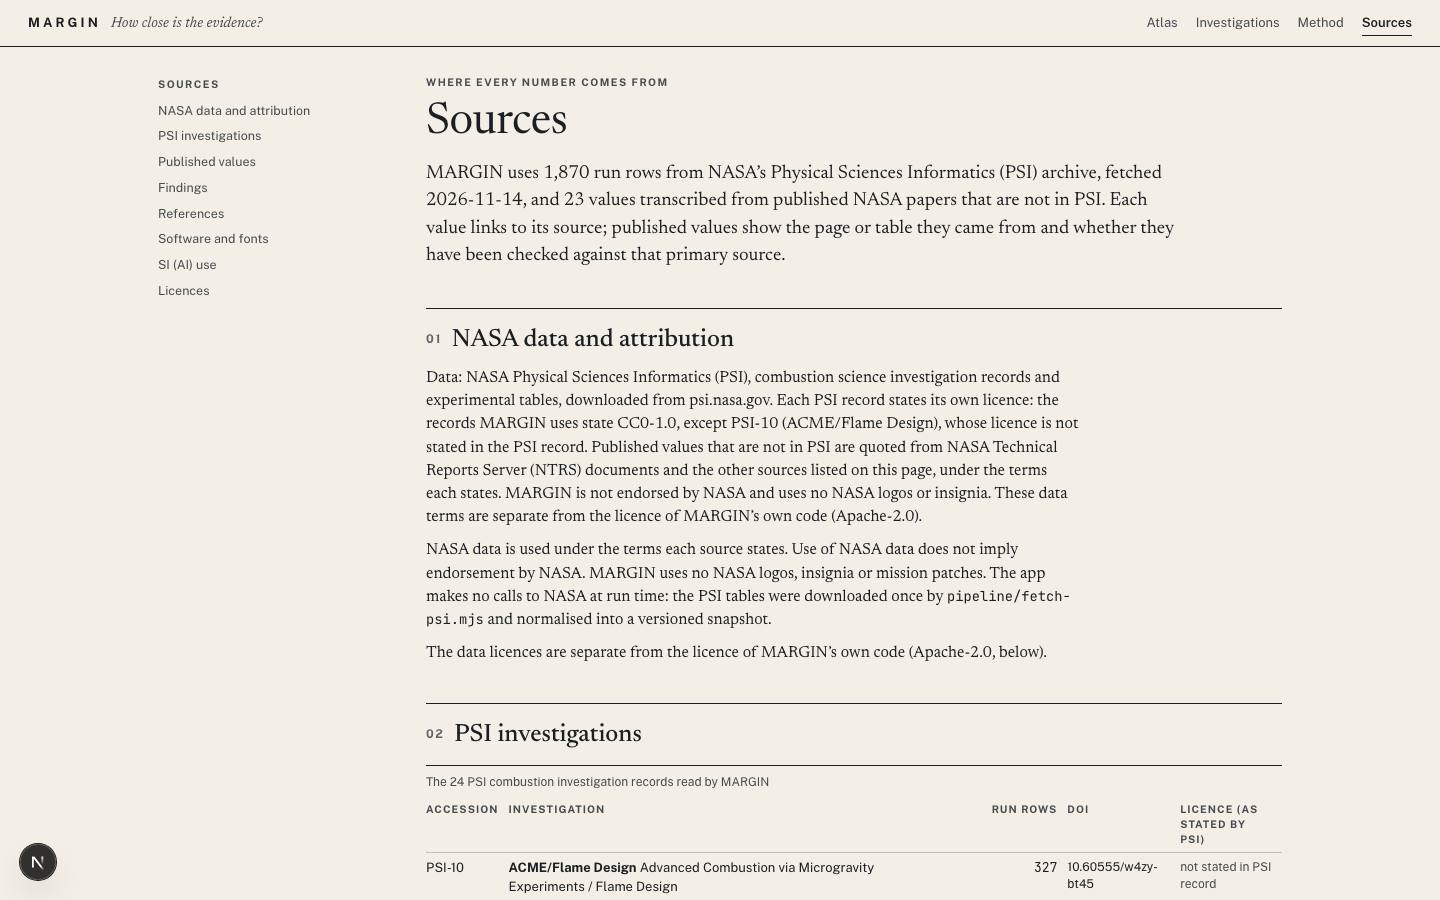 MARGIN How close is the evidence?
Atlas Investigations Method Sources
SOURCES
NASA data and attribution
PSI investigations
Published values
Findings
References
Software and fonts
SI (AI) use
Licences
WHERE EVERY NUMBER COMES FROM
Sources
MARGIN uses 1,870 run rows from NASA’s Physical Sciences Informatics (PSI) archive, fetched
2026-11-14, and 23 values transcribed from published NASA papers that are not in PSI. Each
value links to its source; published values show the page or table they came from and whether they
have been checked against that primary source.
01 NASA data and attribution
Data: NASA Physical Sciences Informatics (PSI), combustion science investigation records and
experimental tables, downloaded from psi.nasa.gov. Each PSI record states its own licence: the
records MARGIN uses state CC0-1.0, except PSI-10 (ACME/Flame Design), whose licence is not
stated in the PSI record. Published values that are not in PSI are quoted from NASA Technical
Reports Server (NTRS) documents and the other sources listed on this page, under the terms
each states. MARGIN is not endorsed by NASA and uses no NASA logos or insignia. These data
terms are separate from the licence of MARGIN’s own code (Apache-2.0).
NASA data is used under the terms each source states. Use of NASA data does not imply
endorsement by NASA. MARGIN uses no NASA logos, insignia or mission patches. The app
makes no calls to NASA at run time: the PSI tables were downloaded once by pipeline/fetch-
psi.mjs and normalised into a versioned snapshot.
The data licences are separate from the licence of MARGIN’s own code (Apache-2.0, below).
02 PSI investigations
The 24 PSI combustion investigation records read by MARGIN
ACCESSION INVESTIGATION RUN ROWS DOI LICENCE (AS
STATED BY
PSI)
PSI-10 ACME/Flame Design Advanced Combustion via Microgravity 327 10.60555/w4zy- not stated in PSI
Experiments / Flame Design bt45 record
N